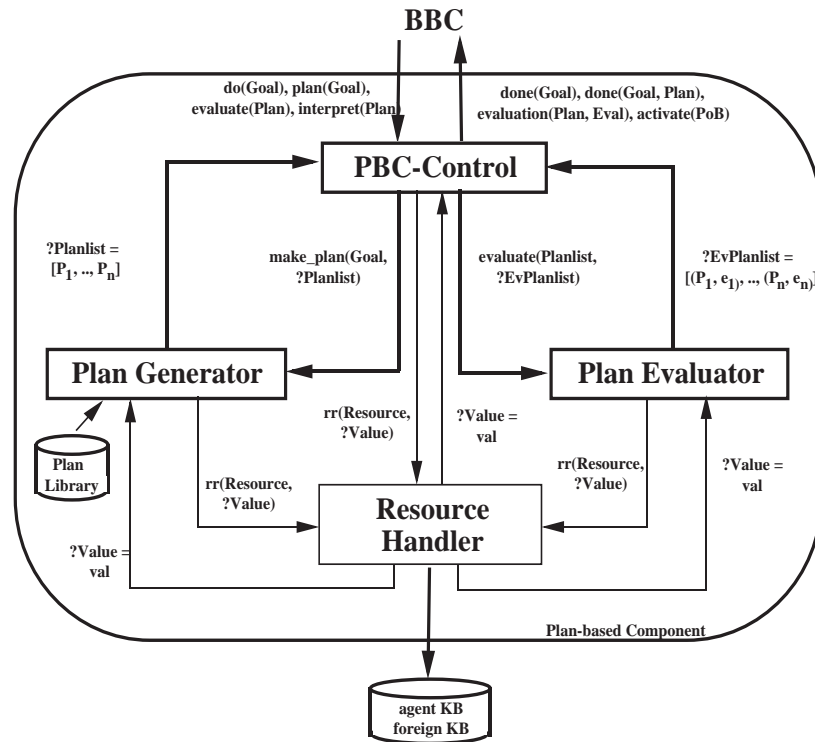 BBC
do(Goal), plan(Goal),
evaluate(Plan), interpret(Plan)
done(Goal), done(Goal, Plan),
evaluation(Plan, Eval), activate(PoB)
PBC-Control
?Planlist =
[P1, .., Pn]
make_plan(Goal,
?Planlist)
evaluate(Planlist,
?EvPlanlist)
?EvPlanlist =
[(P1, e1), .., (Pn, en)]
Plan Generator
Plan Evaluator
Plan
Library
rr(Resource,
?Value)
?Value =
val
rr(Resource,
?Value)
rr(Resource,
?Value)
?Value =
val
Resource
Handler
?Value =
val
Plan-based Component
agent KB
foreign KB